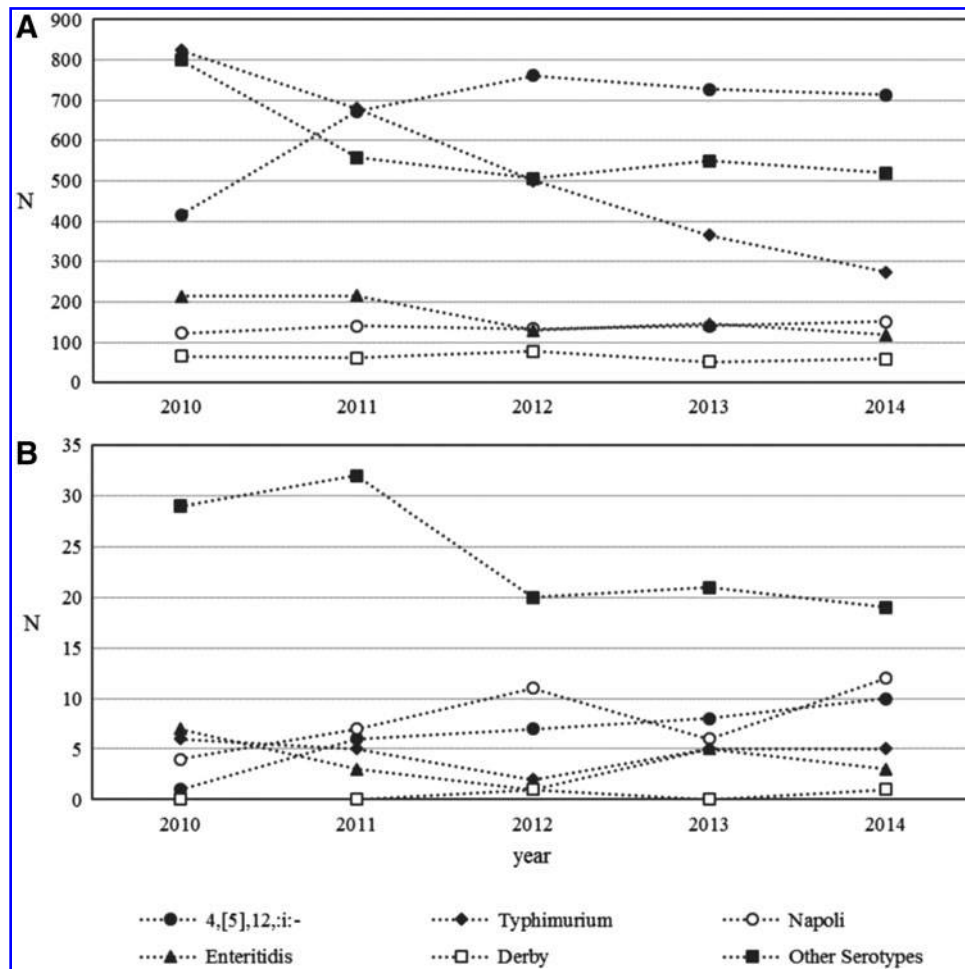 A
900
800
700
600
500
N
400
300
200
100
0
2010 2011 2012 2013 2014
B
35
30
25
20
N
15
10
5
0
2010 2011 2012 2013 2014
year
4,[5],12,:i:- Typhimurium Napoli
Enteritidis Derby Other Serotypes